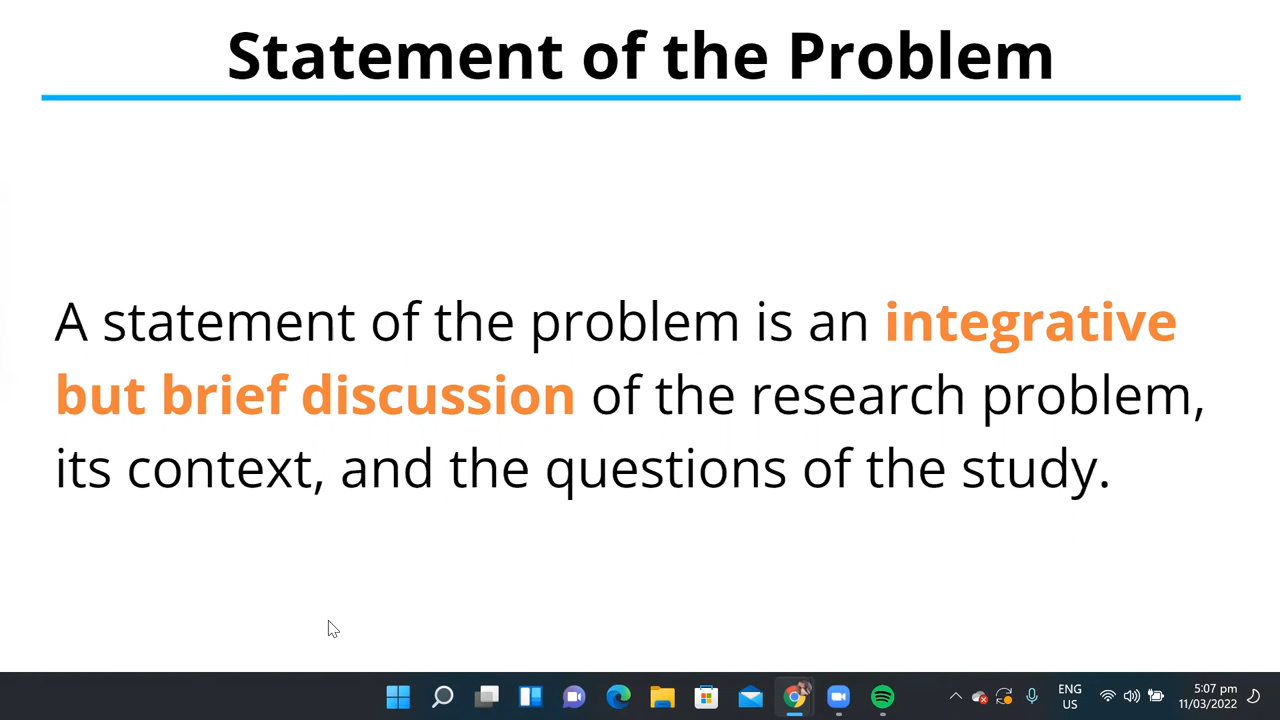 Statement of the Problem
A statement of the problem is an integrative
but brief discussion of the research problem,
its context, and the questions of the study.
ENG
US
5:07 pm
11/03/2022